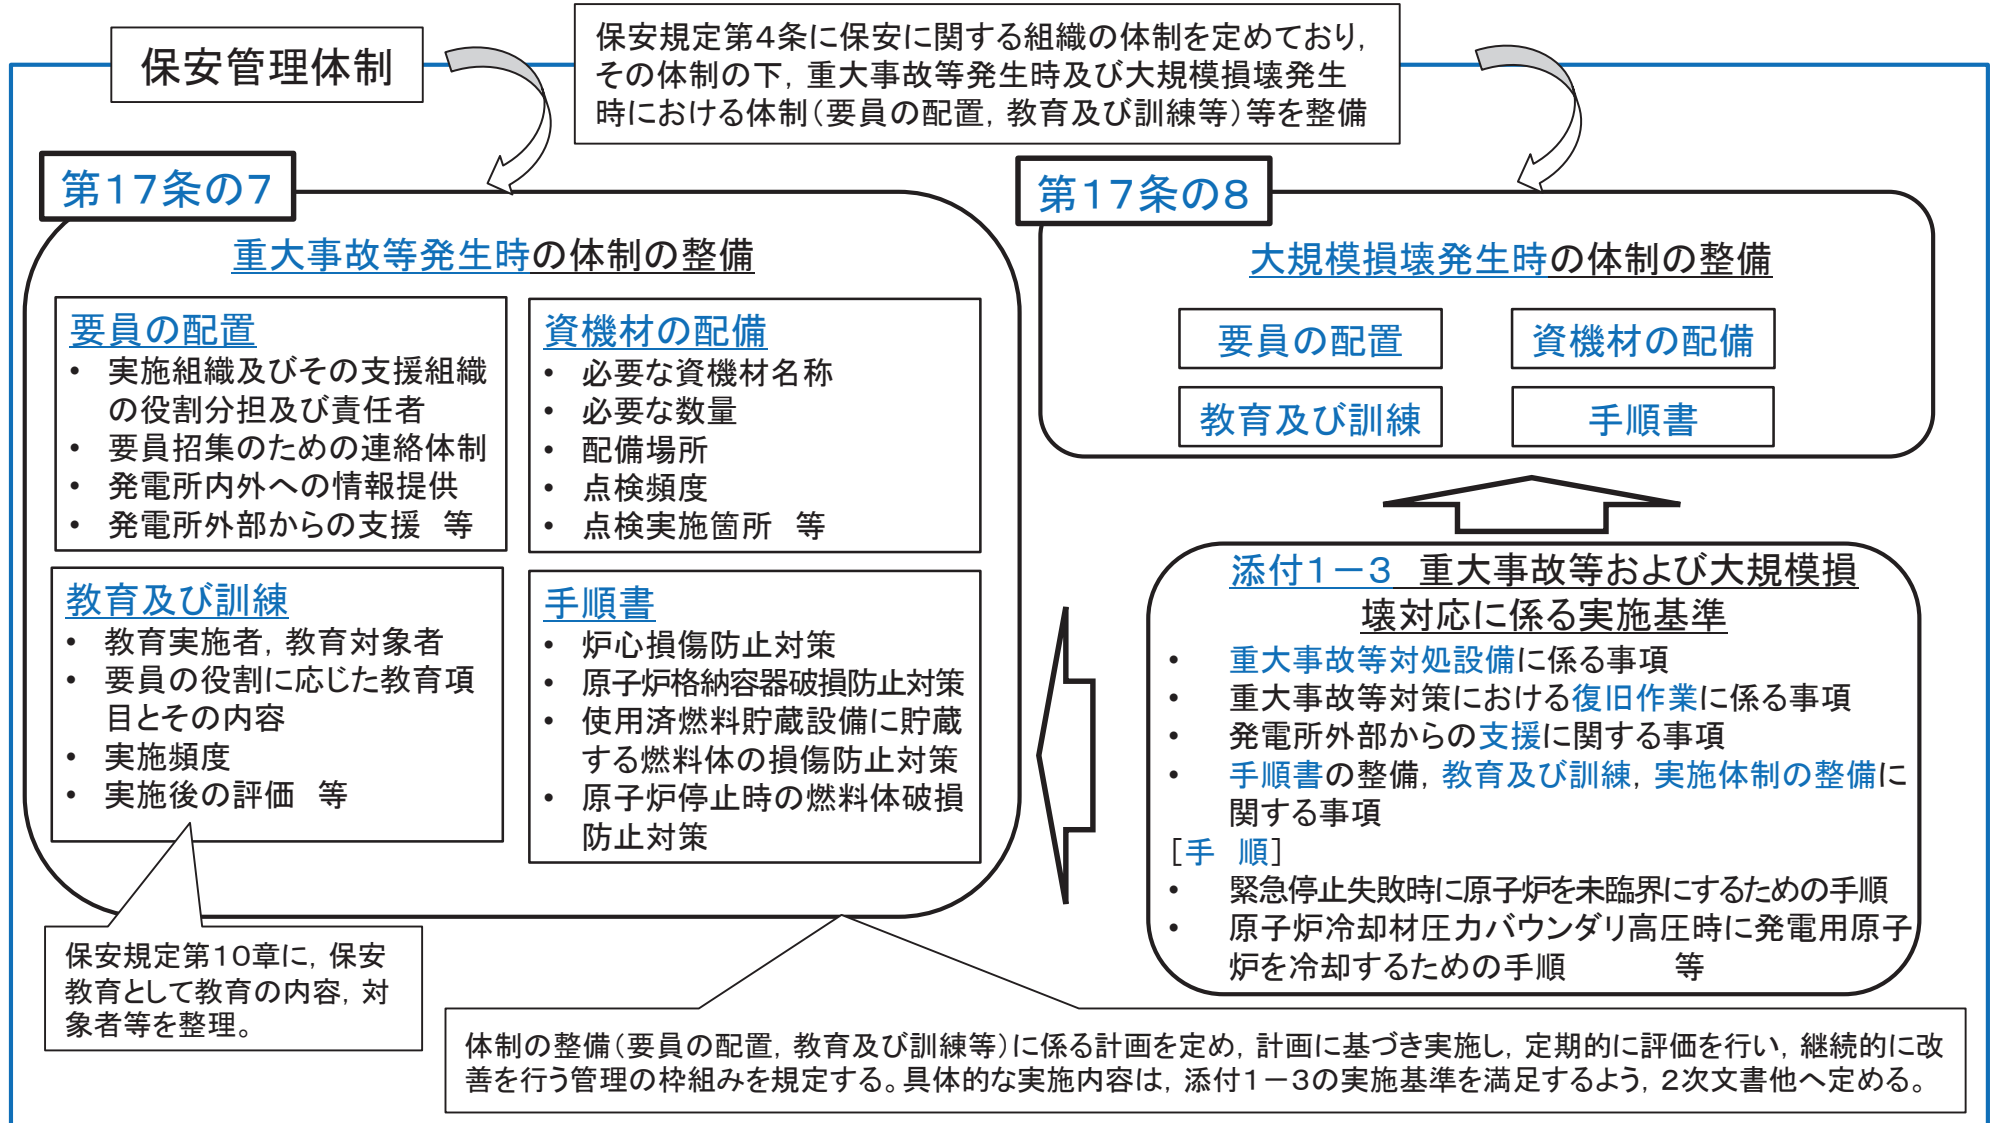 保安管理体制
保安規定第4条に保安に関する組織の体制を定めており,
その体制の下, 重大事故等発生時及び大規模損壊発生
時における体制(要員の配置, 教育及び訓練等)等を整備
第17条の7
重大事故等発生時の体制の整備
要員の配置
• 実施組織及びその支援組織
の役割分担及び責任者
• 要員招集のための連絡体制
• 発電所内外への情報提供
• 発電所外部からの支援 等
資機材の配備
• 必要な資機材名称
• 必要な数量
• 配備場所
• 点検頻度
• 点検実施箇所 等
教育及び訓練
• 教育実施者, 教育対象者
• 要員の役割に応じた教育項
目とその内容
• 実施頻度
• 実施後の評価 等
手順書
• 炉心損傷防止対策
• 原子炉格納容器破損防止対策
• 使用済燃料貯蔵設備に貯蔵
する燃料体の損傷防止対策
• 原子炉停止時の燃料体破損
防止対策
第17条の8
大規模損壊発生時の体制の整備
要員の配置
資機材の配備
教育及び訓練
手順書
添付1-3 重大事故等および大規模損
壊対応に係る実施基準
• 重大事故等対処設備に係る事項
• 重大事故等対策における復旧作業に係る事項
• 発電所外部からの支援に関する事項
• 手順書の整備, 教育及び訓練, 実施体制の整備に
関する事項
[手 順]
• 緊急停止失敗時に原子炉を未臨界にするための手順
• 原子炉冷却材圧力バウンダリ高圧時に発電用原子
炉を冷却するための手順 等
保安規定第10章に, 保安
教育として教育の内容, 対
象者等を整理。
体制の整備(要員の配置, 教育及び訓練等)に係る計画を定め, 計画に基づき実施し, 定期的に評価を行い, 継続的に改
善を行う管理の枠組みを規定する。具体的な実施内容は, 添付1-3の実施基準を満足するよう, 2次文書他へ定める。